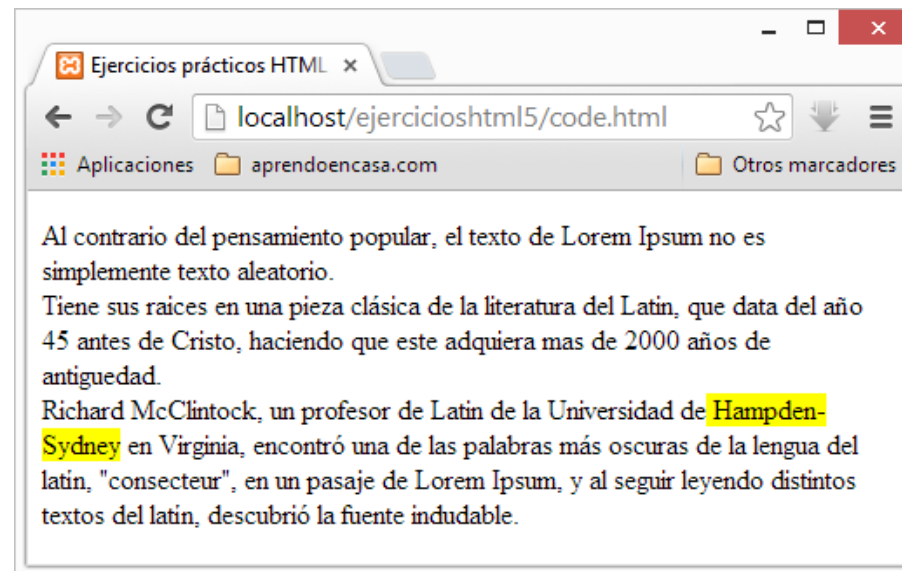 Ejercicios prácticos HTML
localhost/ejercicioshtml5/code.html
Aplicaciones aprendoencasa.com Otros marcadores
Al contrario del pensamiento popular, el texto de Lorem Ipsum no es
simplemente texto aleatorio.
Tiene sus raices en una pieza clásica de la literatura del Latin, que data del año
45 antes de Cristo, haciendo que este adquiera mas de 2000 años de
antiguedad.
Richard McClintock, un profesor de Latin de la Universidad de Hampden-
Sydney en Virginia, encontró una de las palabras más oscuras de la lengua del
latín, "consecteur", en un pasaje de Lorem Ipsum, y al seguir leyendo distintos
textos del latín, descubrió la fuente indudable.